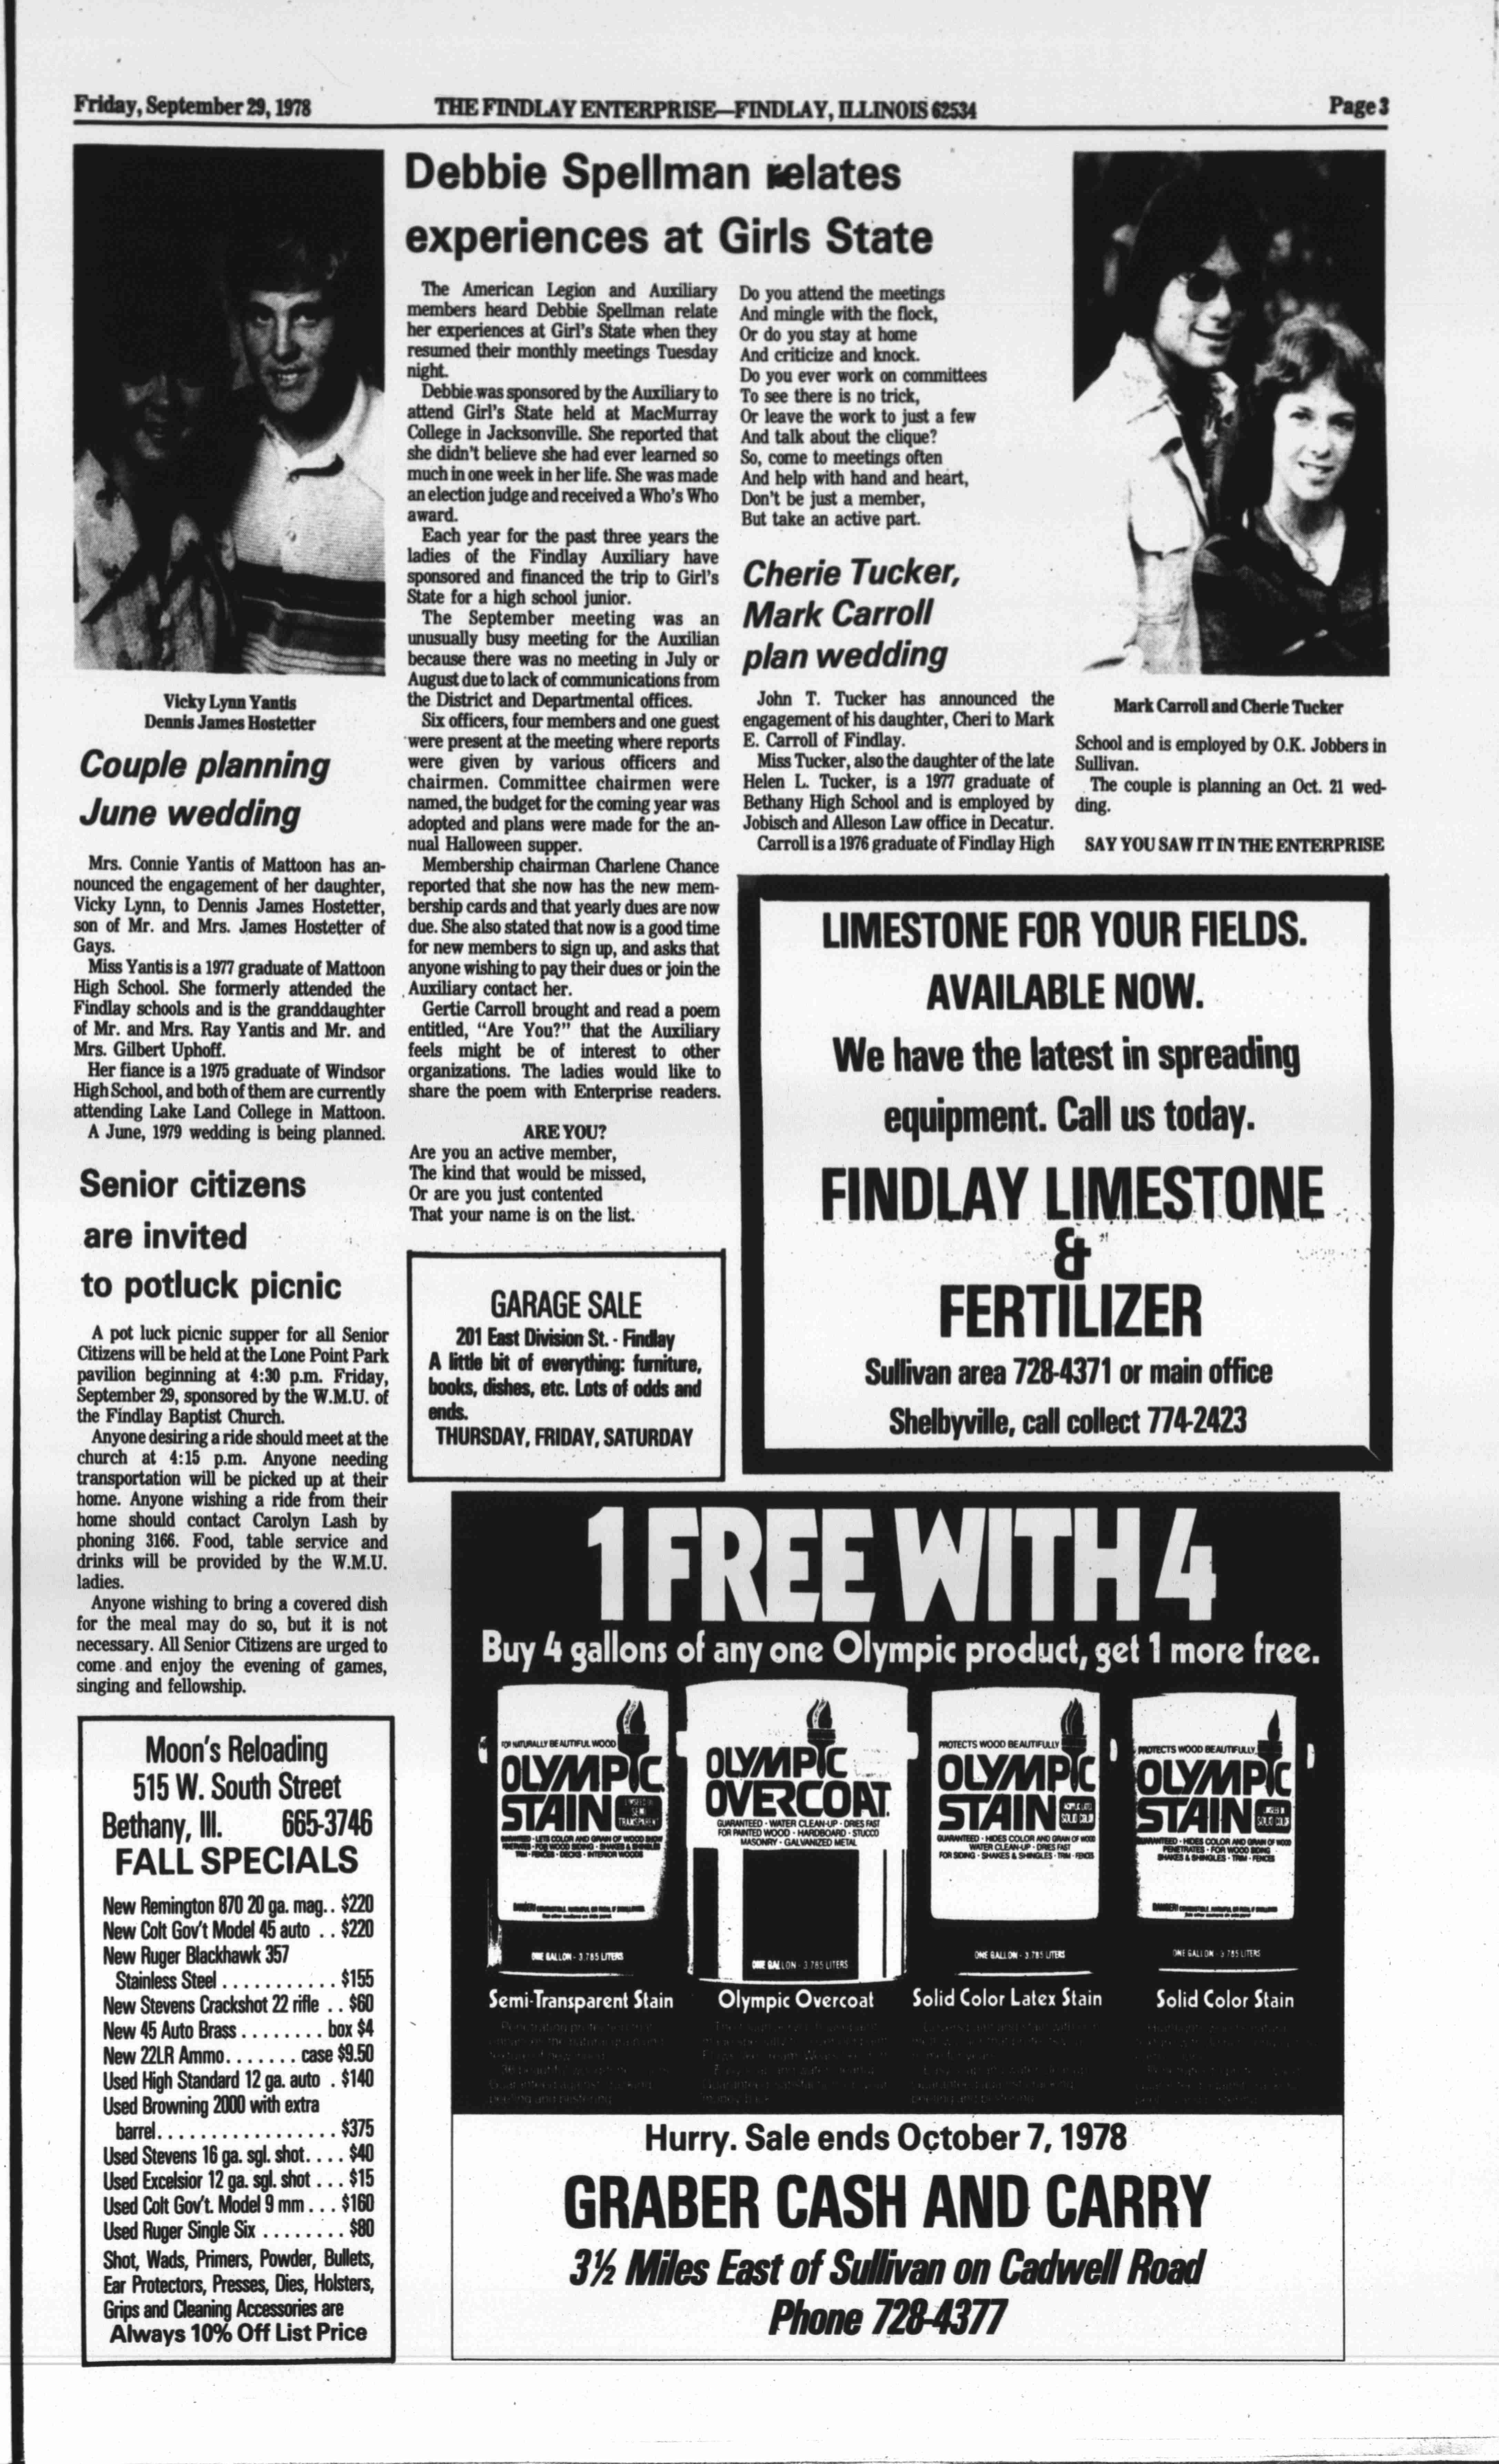 Friday, September 29, 1978
THE FINDLAY ENTERPRISE—FINDLAY, ILLINOIS 62534
Page 3
Vicky Lynn Yantis
Dennis James Hostetter
Couple planning
June wedding
Mrs. Connie Yantis of Mattoon has an-
nounced the engagement of her daughter,
Vicky Lynn, to Dennis James Hostetter,
son of Mr. and Mrs. James Hostetter of
Gays.
Miss Yantis is a 1977 graduate of Mattoon
High School. She formerly attended the
Findlay schools and is the granddaughter
of Mr. and Mrs. Ray Yantis and Mr. and
Mrs. Gilbert Uphoff.
Her fiance is a 1975 graduate of Windsor
High School, and both of them are currently
attending Lake Land College in Mattoon.
A June, 1979 wedding is being planned.
Senior citizens
are invited
to potluck picnic
A pot luck picnic supper for all Senior
Citizens will be held at the Lone Point Park
pavilion beginning at 4:30 p.m. Friday,
September 29, sponsored by the W.M.U. of
the Findlay Baptist Church.
Anyone desiring a ride should meet at the
church at 4:15 p.m. Anyone needing
transportation will be picked up at their
home. Anyone wishing a ride from their
home should contact Carolyn Lash by
phoning 3166. Food, table service and
drinks will be provided by the W.M.U.
ladies.
Anyone wishing to bring a covered dish
for the meal may do so, but it is not
necessary. All Senior Citizens are urged to
come and enjoy the evening of games,
singing and fellowship.
Moon's Reloading
515 W. South Street
Bethany, Ill. 665-3746
FALL SPECIALS
New Remington 870 20 ga. mag. . $220
New Colt Gov't Model 45 auto . . $220
New Ruger Blackhawk 357
Stainless Steel . . . . . . . . . . . $155
New Stevens Crackshot 22 rifle . . $60
New 45 Auto Brass . . . . . . . . box $4
New 22LR Ammo. . . . . . . case $9.50
Used High Standard 12 ga. auto . $140
Used Browning 2000 with extra
barrel. . . . . . . . . . . . . . . . . $375
Used Stevens 16 ga. sgl. shot. . . . $40
Used Excelsior 12 ga. sgl. shot . . . $15
Used Colt Gov't. Model 9 mm . . . $160
Used Ruger Single Six . . . . . . . . $80
Shot, Wads, Primers, Powder, Bullets,
Ear Protectors, Presses, Dies, Holsters,
Grips and Cleaning Accessories are
Always 10% Off List Price
Debbie Spellman relates
experiences at Girls State
The American Legion and Auxiliary
members heard Debbie Spellman relate
her experiences at Girl's State when they
resumed their monthly meetings Tuesday
night.
Debbie was sponsored by the Auxiliary to
attend Girl's State held at MacMurray
College in Jacksonville. She reported that
she didn't believe she had ever learned so
much in one week in her life. She was made
an election judge and received a Who's Who
award.
Each year for the past three years the
ladies of the Findlay Auxiliary have
sponsored and financed the trip to Girl's
State for a high school junior.
The September meeting was an
unusually busy meeting for the Auxilian
because there was no meeting in July or
August due to lack of communications from
the District and Departmental offices.
Six officers, four members and one guest
were present at the meeting where reports
were given by various officers and
chairmen. Committee chairmen were
named, the budget for the coming year was
adopted and plans were made for the an-
nual Halloween supper.
Membership chairman Charlene Chance
reported that she now has the new mem-
bership cards and that yearly dues are now
due. She also stated that now is a good time
for new members to sign up, and asks that
anyone wishing to pay their dues or join the
Auxiliary contact her.
Gertie Carroll brought and read a poem
entitled, "Are You?" that the Auxiliary
feels might be of interest to other
organizations. The ladies would like to
share the poem with Enterprise readers.
ARE YOU?
Are you an active member,
The kind that would be missed,
Or are you just contented
That your name is on the list.
Do you attend the meetings
And mingle with the flock,
Or do you stay at home
And criticize and knock.
Do you ever work on committees
To see there is no trick,
Or leave the work to just a few
And talk about the clique?
So, come to meetings often
And help with hand and heart,
Don't be just a member,
But take an active part.
Cherie Tucker,
Mark Carroll
plan wedding
John T. Tucker has announced the
engagement of his daughter, Cheri to Mark
E. Carroll of Findlay.
Miss Tucker, also the daughter of the late
Helen L. Tucker, is a 1977 graduate of
Bethany High School and is employed by
Jobisch and Alleson Law office in Decatur.
Carroll is a 1976 graduate of Findlay High
Mark Carroll and Cherie Tucker
School and is employed by O.K. Jobbers in
Sullivan.
The couple is planning an Oct. 21 wed-
ding.
SAY YOU SAW IT IN THE ENTERPRISE
GARAGE SALE
201 East Division St. - Findlay
A little bit of everything: furniture,
books, dishes, etc. Lots of odds and
ends.
THURSDAY, FRIDAY, SATURDAY
LIMESTONE FOR YOUR FIELDS.
AVAILABLE NOW.
We have the latest in spreading
equipment. Call us today.
FINDLAY LIMESTONE
&
FERTILIZER
Sullivan area 728-4371 or main office
Shelbyville, call collect 774-2423
1 FREE WITH 4
Buy 4 gallons of any one Olympic product, get 1 more free.
FOR NATURALLY BEAUTIFUL WOOD
OLYMPIC
STAIN
SEMI
TRANSPARENT
ONE GALLON - 3.785 LITERS
OLYMPIC
OVERCOAT.
GUARANTEED - WATER CLEAN-UP - DRIES FAST
FOR PAINTED WOOD - HARDBOARD - STUCCO
MASONRY - GALVANIZED METAL
ONE GALLON - 3.785 LITERS
PROTECTS WOOD BEAUTIFULLY
OLYMPIC
STAIN
SOLID COLOR
GUARANTEED - HIDES COLOR AND GRAIN OF WOOD
WATER CLEAN-UP - DRIES FAST
FOR SIDING - SHAKES & SHINGLES - TRIM - FENCES
ONE GALLON - 3.785 LITERS
PROTECTS WOOD BEAUTIFULLY
OLYMPIC
STAIN
SOLID COLOR
GUARANTEED - HIDES COLOR AND GRAIN OF WOOD
PENETRATES - FOR WOOD SIDING
SHAKES & SHINGLES - TRIM - FENCES
ONE GALLON - 3.785 LITERS
Semi-Transparent Stain
Olympic Overcoat
Solid Color Latex Stain
Solid Color Stain
Hurry. Sale ends October 7, 1978
GRABER CASH AND CARRY
3½ Miles East of Sullivan on Cadwell Road
Phone 728-4377